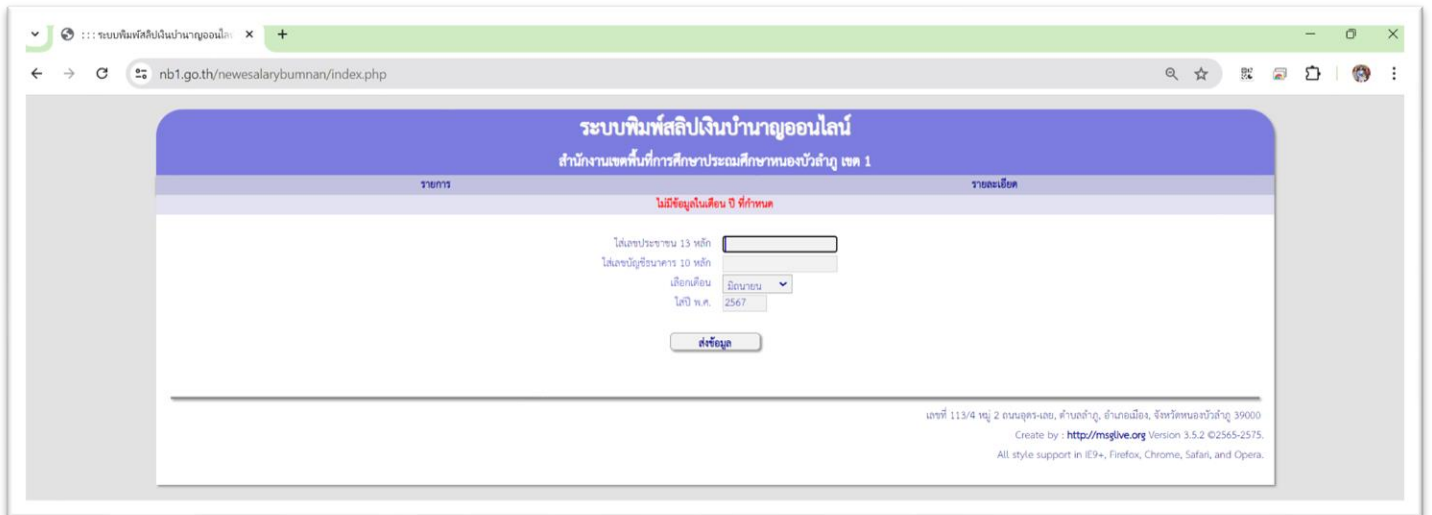 ::: ระบบพิมพ์สลิปเงินบำนาญออนไล
nb1.go.th/newesalarybumnan/index.php
ระบบพิมพ์สลิปเงินบำนาญออนไลน์
สำนักงานเขตพื้นที่การศึกษาประถมศึกษาหนองบัวลำภู เขต 1
รายการ รายละเอียด
ไม่มีข้อมูลในเดือน ปี ที่กำหนด
ใส่เลขประชาชน 13 หลัก
ใส่เลขบัญชีธนาคาร 10 หลัก
เลือกเดือน มิถุนายน
ใส่ปี พ.ศ. 2567
ส่งข้อมูล
เลขที่ 113/4 หมู่ 2 ถนนอุดร-เลย, ตำบลลำภู, อำเภอเมือง, จังหวัดหนองบัวลำภู 39000
Create by : http://msglive.org Version 3.5.2 ©2565-2575.
All style support in IE9+, Firefox, Chrome, Safari, and Opera.